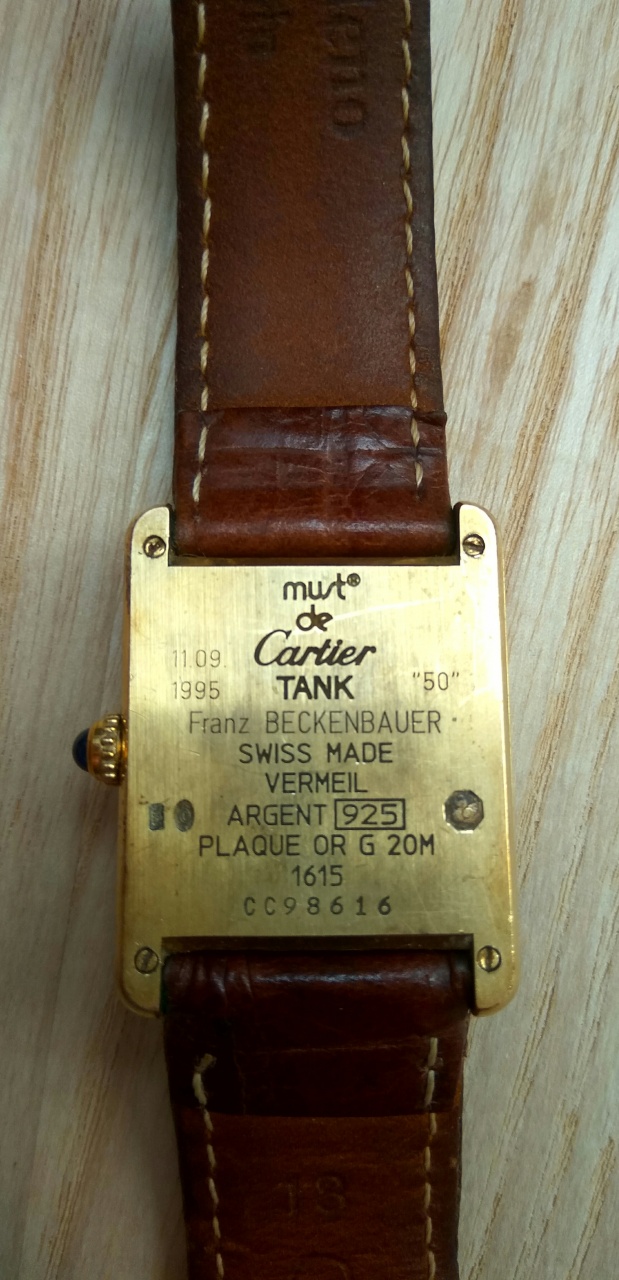 must®
de
Cartier
11.09.
1995
TANK
"50"
Franz BECKENBAUER
SWISS MADE
VERMEIL
ARGENT 925
PLAQUE OR G 20M
1615
CC98616
18